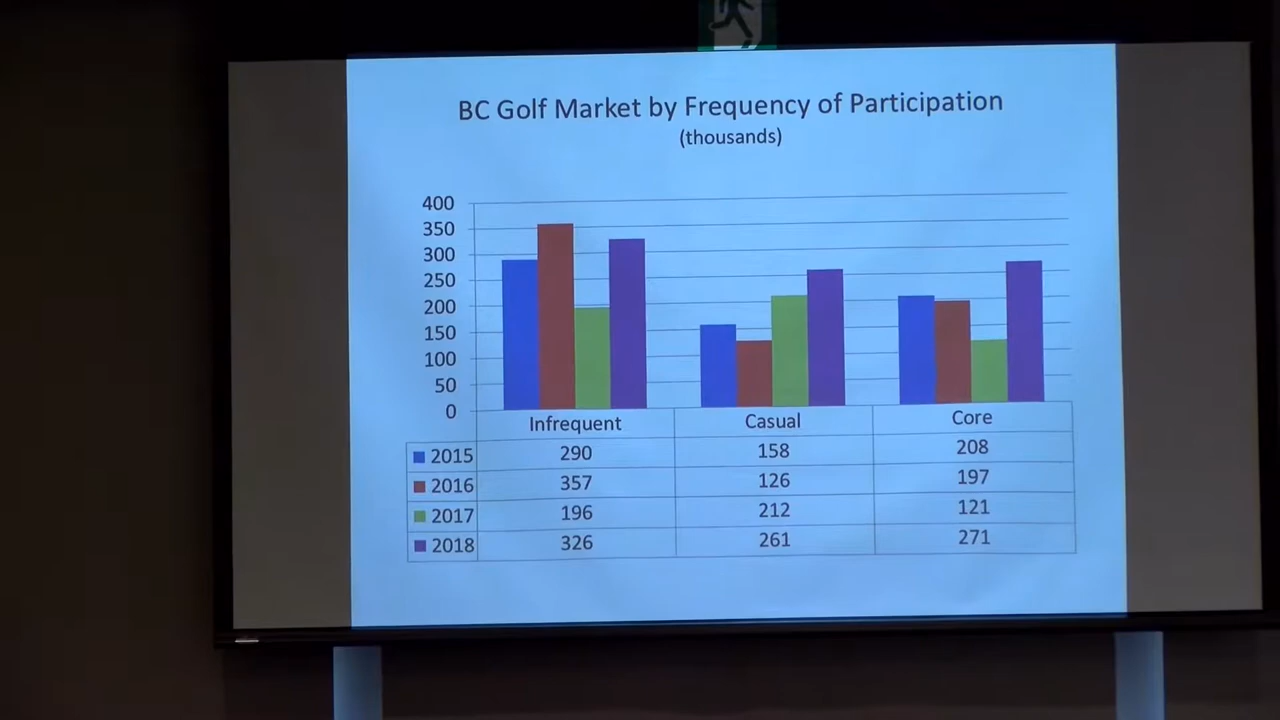 BC Golf Market by Frequency of Participation
(thousands)
400
350
300
250
200
150
100
50
0
Infrequent Casual Core
2015 290 158 208
2016 357 126 197
2017 196 212 121
2018 326 261 271